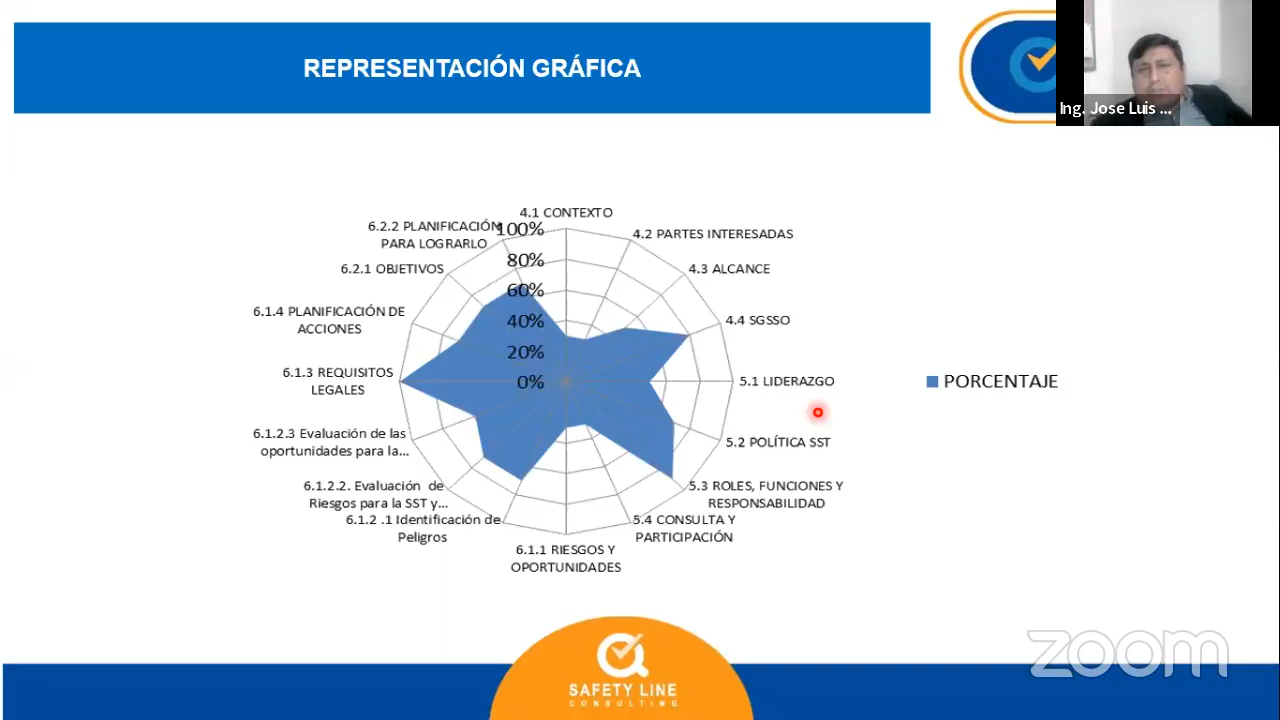 REPRESENTACIÓN GRÁFICA
Ing. Jose Luis ...
4.1 CONTEXTO
4.2 PARTES INTERESADAS
4.3 ALCANCE
4.4 SGSSO
5.1 LIDERAZGO
5.2 POLÍTICA SST
5.3 ROLES, FUNCIONES Y
RESPONSABILIDAD
5.4 CONSULTA Y
PARTICIPACIÓN
6.1.1 RIESGOS Y
OPORTUNIDADES
6.1.2 .1 Identificación de
Peligros
6.1.2.2. Evaluación de
Riesgos para la SST y...
6.1.2.3 Evaluación de las
oportunidades para la...
6.1.3 REQUISITOS
LEGALES
6.1.4 PLANIFICACIÓN DE
ACCIONES
6.2.1 OBJETIVOS
6.2.2 PLANIFICACIÓN
PARA LOGRARLO
100%
80%
60%
40%
20%
0%
PORCENTAJE
zoom
SAFETY LINE
CONSULTING